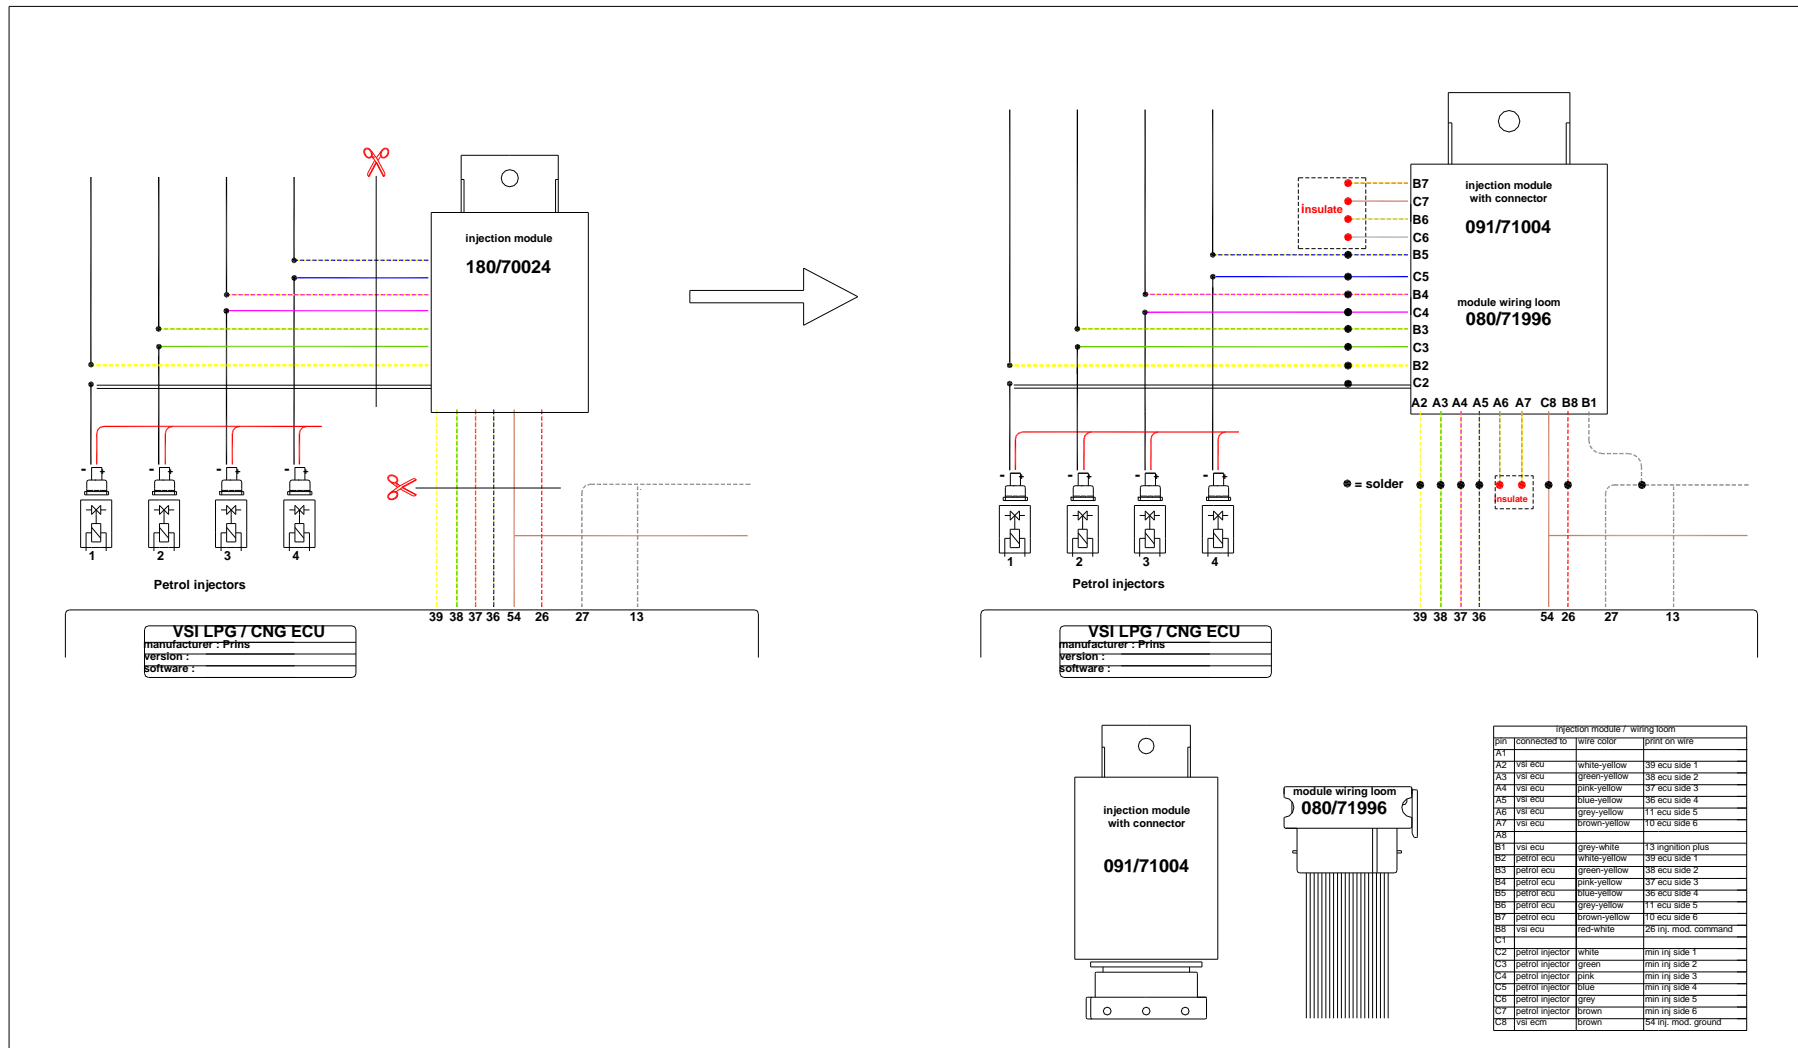 injection module
180/70024
1 2 3 4
- + - + - + - +
Petrol injectors
39 38 37 36 54 26 27 13
VSI LPG / CNG ECU
manufacturer : Prins
version :
software :
insulate
B7
C7
B6
C6
B5
C5
B4
C4
B3
C3
B2
C2
injection module
with connector
091/71004
module wiring loom
080/71996
A2 A3 A4 A5 A6 A7 C8 B8 B1
= solder
insulate
- + - + - + - +
1 2 3 4
Petrol injectors
39 38 37 36 54 26 27 13
VSI LPG / CNG ECU
manufacturer : Prins
version :
software :
injection module
with connector
091/71004
module wiring loom
080/71996
injection module / wiring loom
pin connected to wire color print on wire
A1
A2 vsi ecu white-yellow 39 ecu side 1
A3 vsi ecu green-yellow 38 ecu side 2
A4 vsi ecu pink-yellow 37 ecu side 3
A5 vsi ecu blue-yellow 36 ecu side 4
A6 vsi ecu grey-yellow 11 ecu side 5
A7 vsi ecu brown-yellow 10 ecu side 6
A8
B1 vsi ecu grey-white 13 ingnition plus
B2 petrol ecu white-yellow 39 ecu side 1
B3 petrol ecu green-yellow 38 ecu side 2
B4 petrol ecu pink-yellow 37 ecu side 3
B5 petrol ecu blue-yellow 36 ecu side 4
B6 petrol ecu grey-yellow 11 ecu side 5
B7 petrol ecu brown-yellow 10 ecu side 6
B8 vsi ecu red-white 26 inj. mod. command
C1
C2 petrol injector white min inj side 1
C3 petrol injector green min inj side 2
C4 petrol injector pink min inj side 3
C5 petrol injector blue min inj side 4
C6 petrol injector grey min inj side 5
C7 petrol injector brown min inj side 6
C8 vsi ecm brown 54 inj. mod. ground